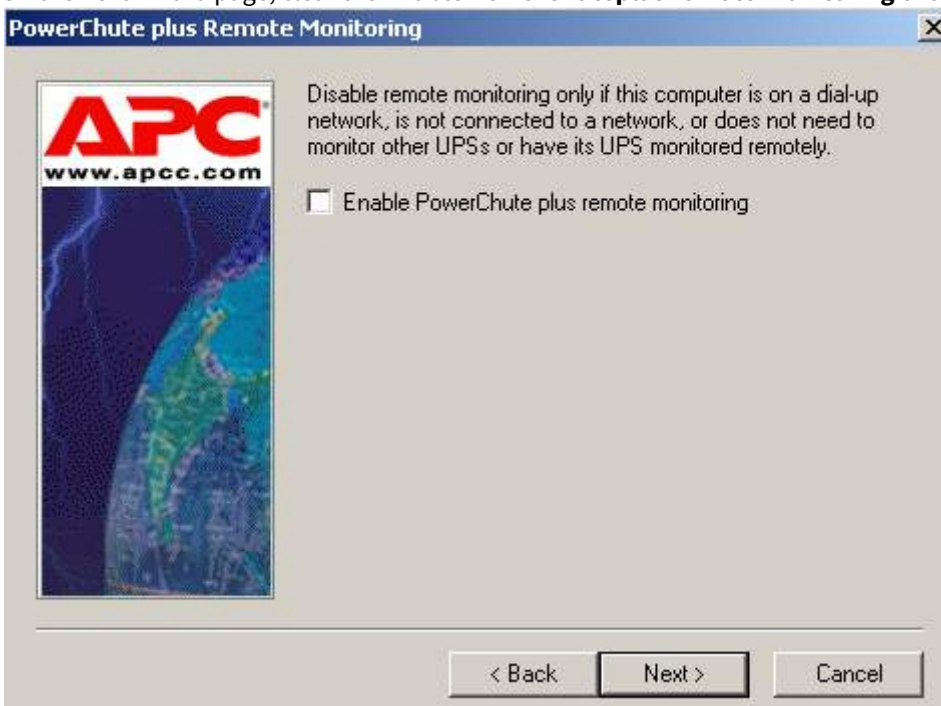 page,
PowerChute plus Remote Monitoring
APC
www.apcc.com
Disable remote monitoring only if this computer is on a dial-up
network, is not connected to a network, or does not need to
monitor other UPSs or have its UPS monitored remotely.
Enable PowerChute plus remote monitoring
< Back
Next >
Cancel